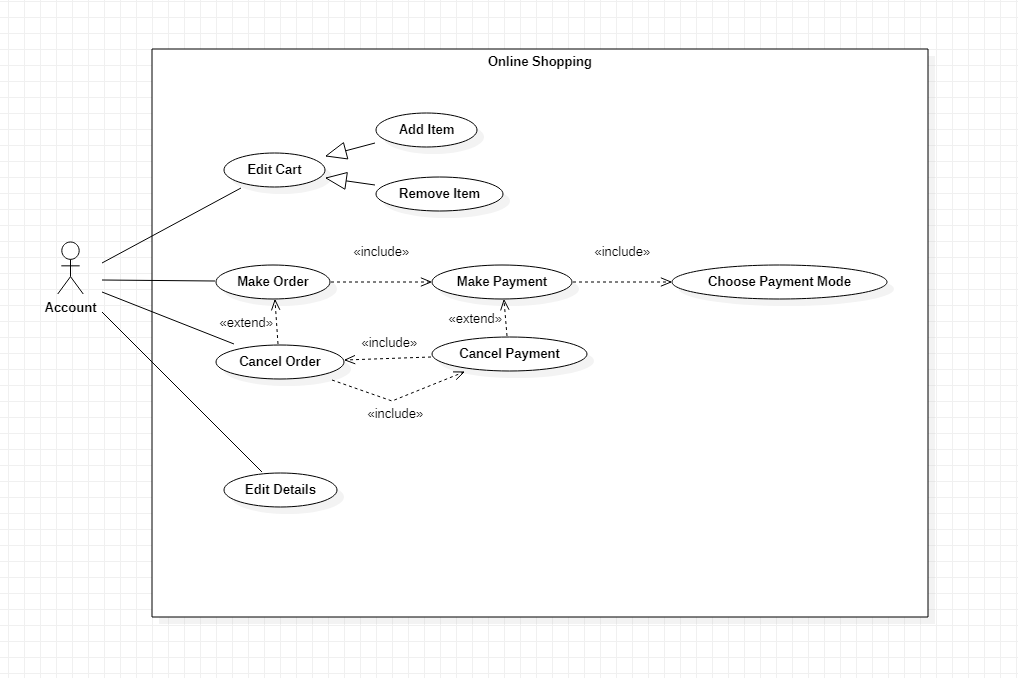 Online Shopping
Add Item
Edit Cart
Remove Item
«include»
«include»
Make Order
Make Payment
Choose Payment Mode
Account
«extend»
«extend»
«include»
Cancel Order
Cancel Payment
«include»
Edit Details